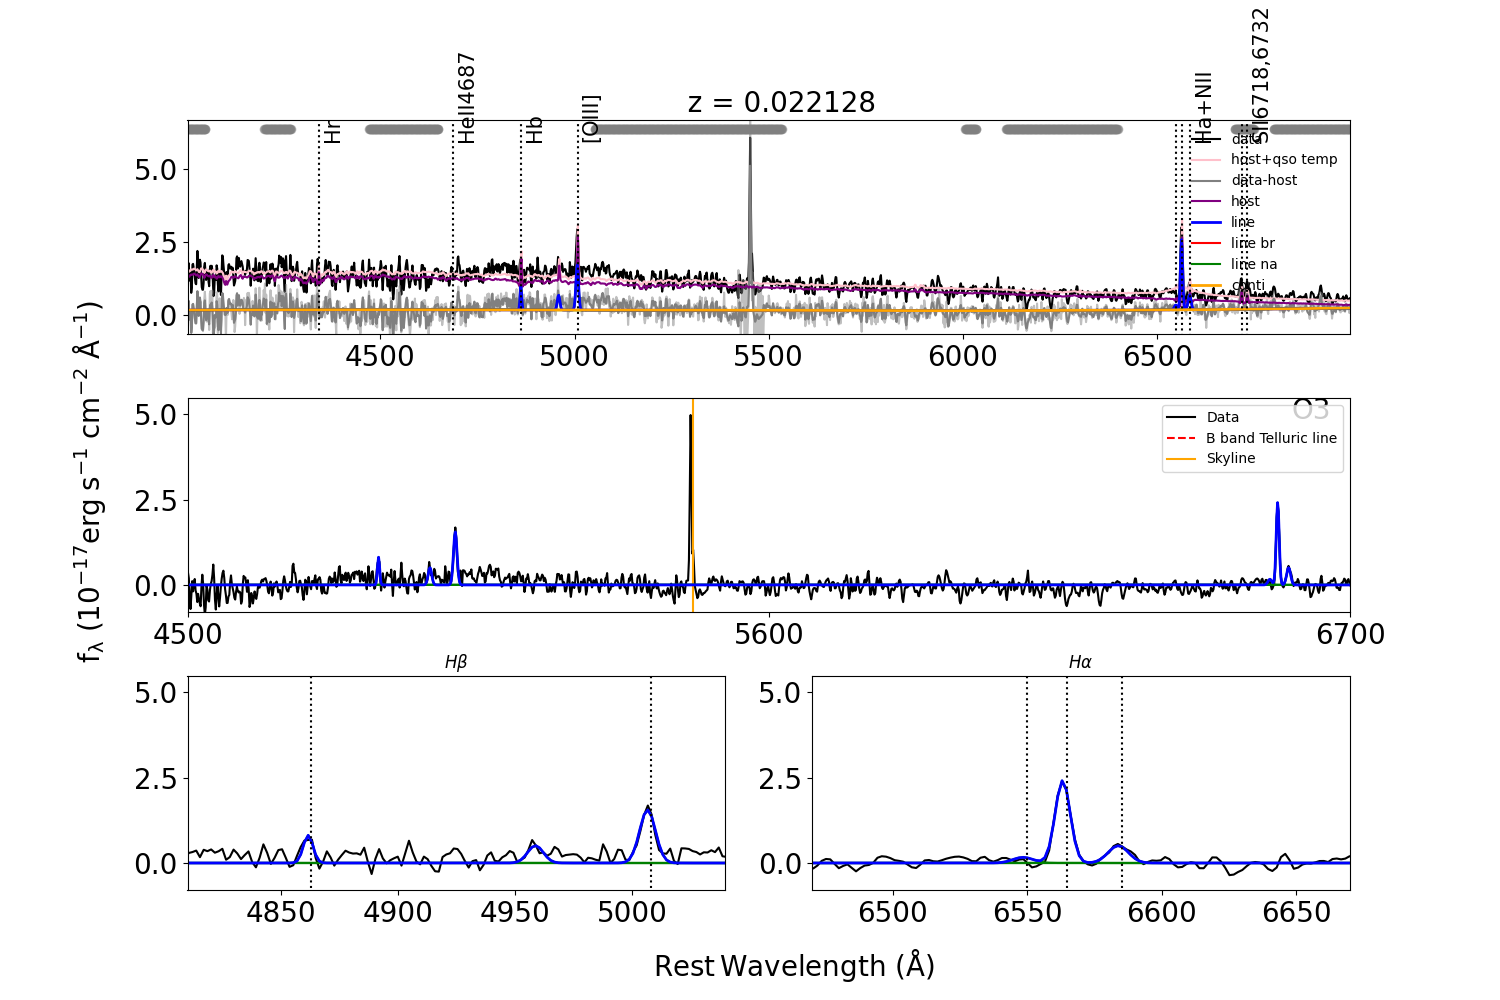 z = 0.022128
Hr
HeII4687
Hb
[OIII]
Ha+NII
SII6718,6732
data
host+qso temp
data-host
host
line
line br
line na
conti
5.0
2.5
0.0
4500
5000
5500
6000
6500
O3
Data
B band Telluric line
Skyline
5.0
2.5
0.0
4500
5600
6700
fλ (10⁻¹⁷erg s⁻¹ cm⁻² Å⁻¹)
Hβ
5.0
2.5
0.0
4850
4900
4950
5000
Hα
5.0
2.5
0.0
6500
6550
6600
6650
Rest Wavelength (Å)